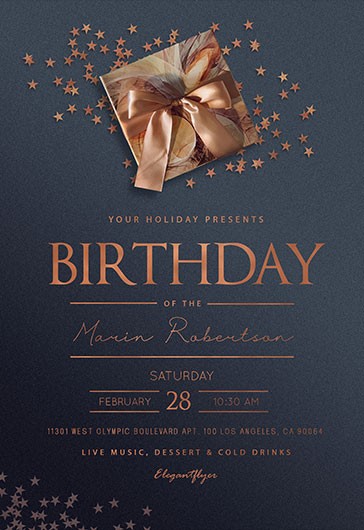 YOUR HOLIDAY PRESENTS
BIRTHDAY
OF THE
Marin Robertson
SATURDAY
FEBRUARY 28 10:30 AM
11301 WEST OLYMPIC BOULEVARD APT. 100 LOS ANGELES, CA 90064
LIVE MUSIC, DESSERT & COLD DRINKS
Elegantflyer